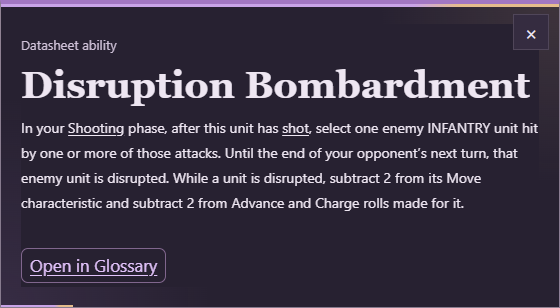 ×
Datasheet ability
Disruption Bombardment
In your Shooting phase, after this unit has shot, select one enemy INFANTRY unit hit
by one or more of those attacks. Until the end of your opponent’s next turn, that
enemy unit is disrupted. While a unit is disrupted, subtract 2 from its Move
characteristic and subtract 2 from Advance and Charge rolls made for it.
Open in Glossary